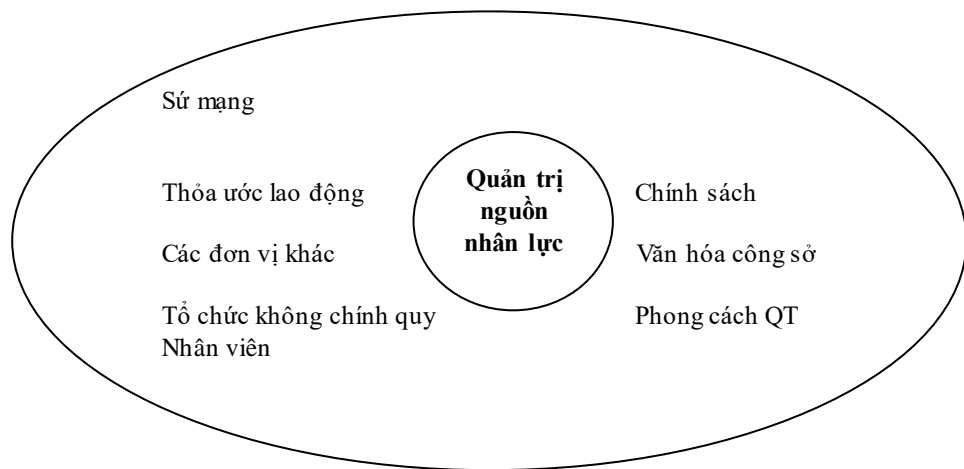 Sứ mạng
Quản trị
nguồn
nhân lực
Thỏa ước lao động
Chính sách
Các đơn vị khác
Văn hóa công sở
Tổ chức không chính quy
Phong cách QT
Nhân viên